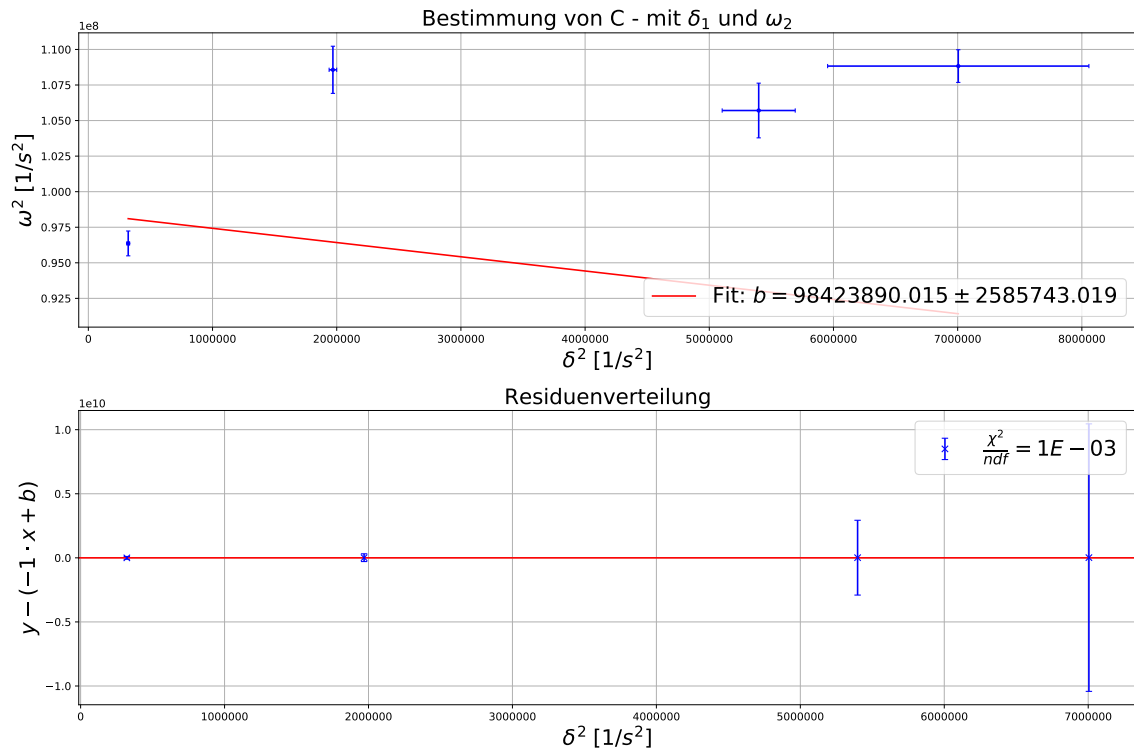 Bestimmung von C - mit δ₁ und ω₂
1e8
1.100
1.075
1.050
1.025
1.000
0.975
0.950
0.925
ω² [1/s²]
Fit: b = 98423890.015 ± 2585743.019
0 1000000 2000000 3000000 4000000 5000000 6000000 7000000 8000000
δ² [1/s²]
Residuenverteilung
1e10
1.0
0.5
0.0
−0.5
−1.0
y − (−1 · x + b)
χ²/ndf = 1E − 03
0 1000000 2000000 3000000 4000000 5000000 6000000 7000000
δ² [1/s²]